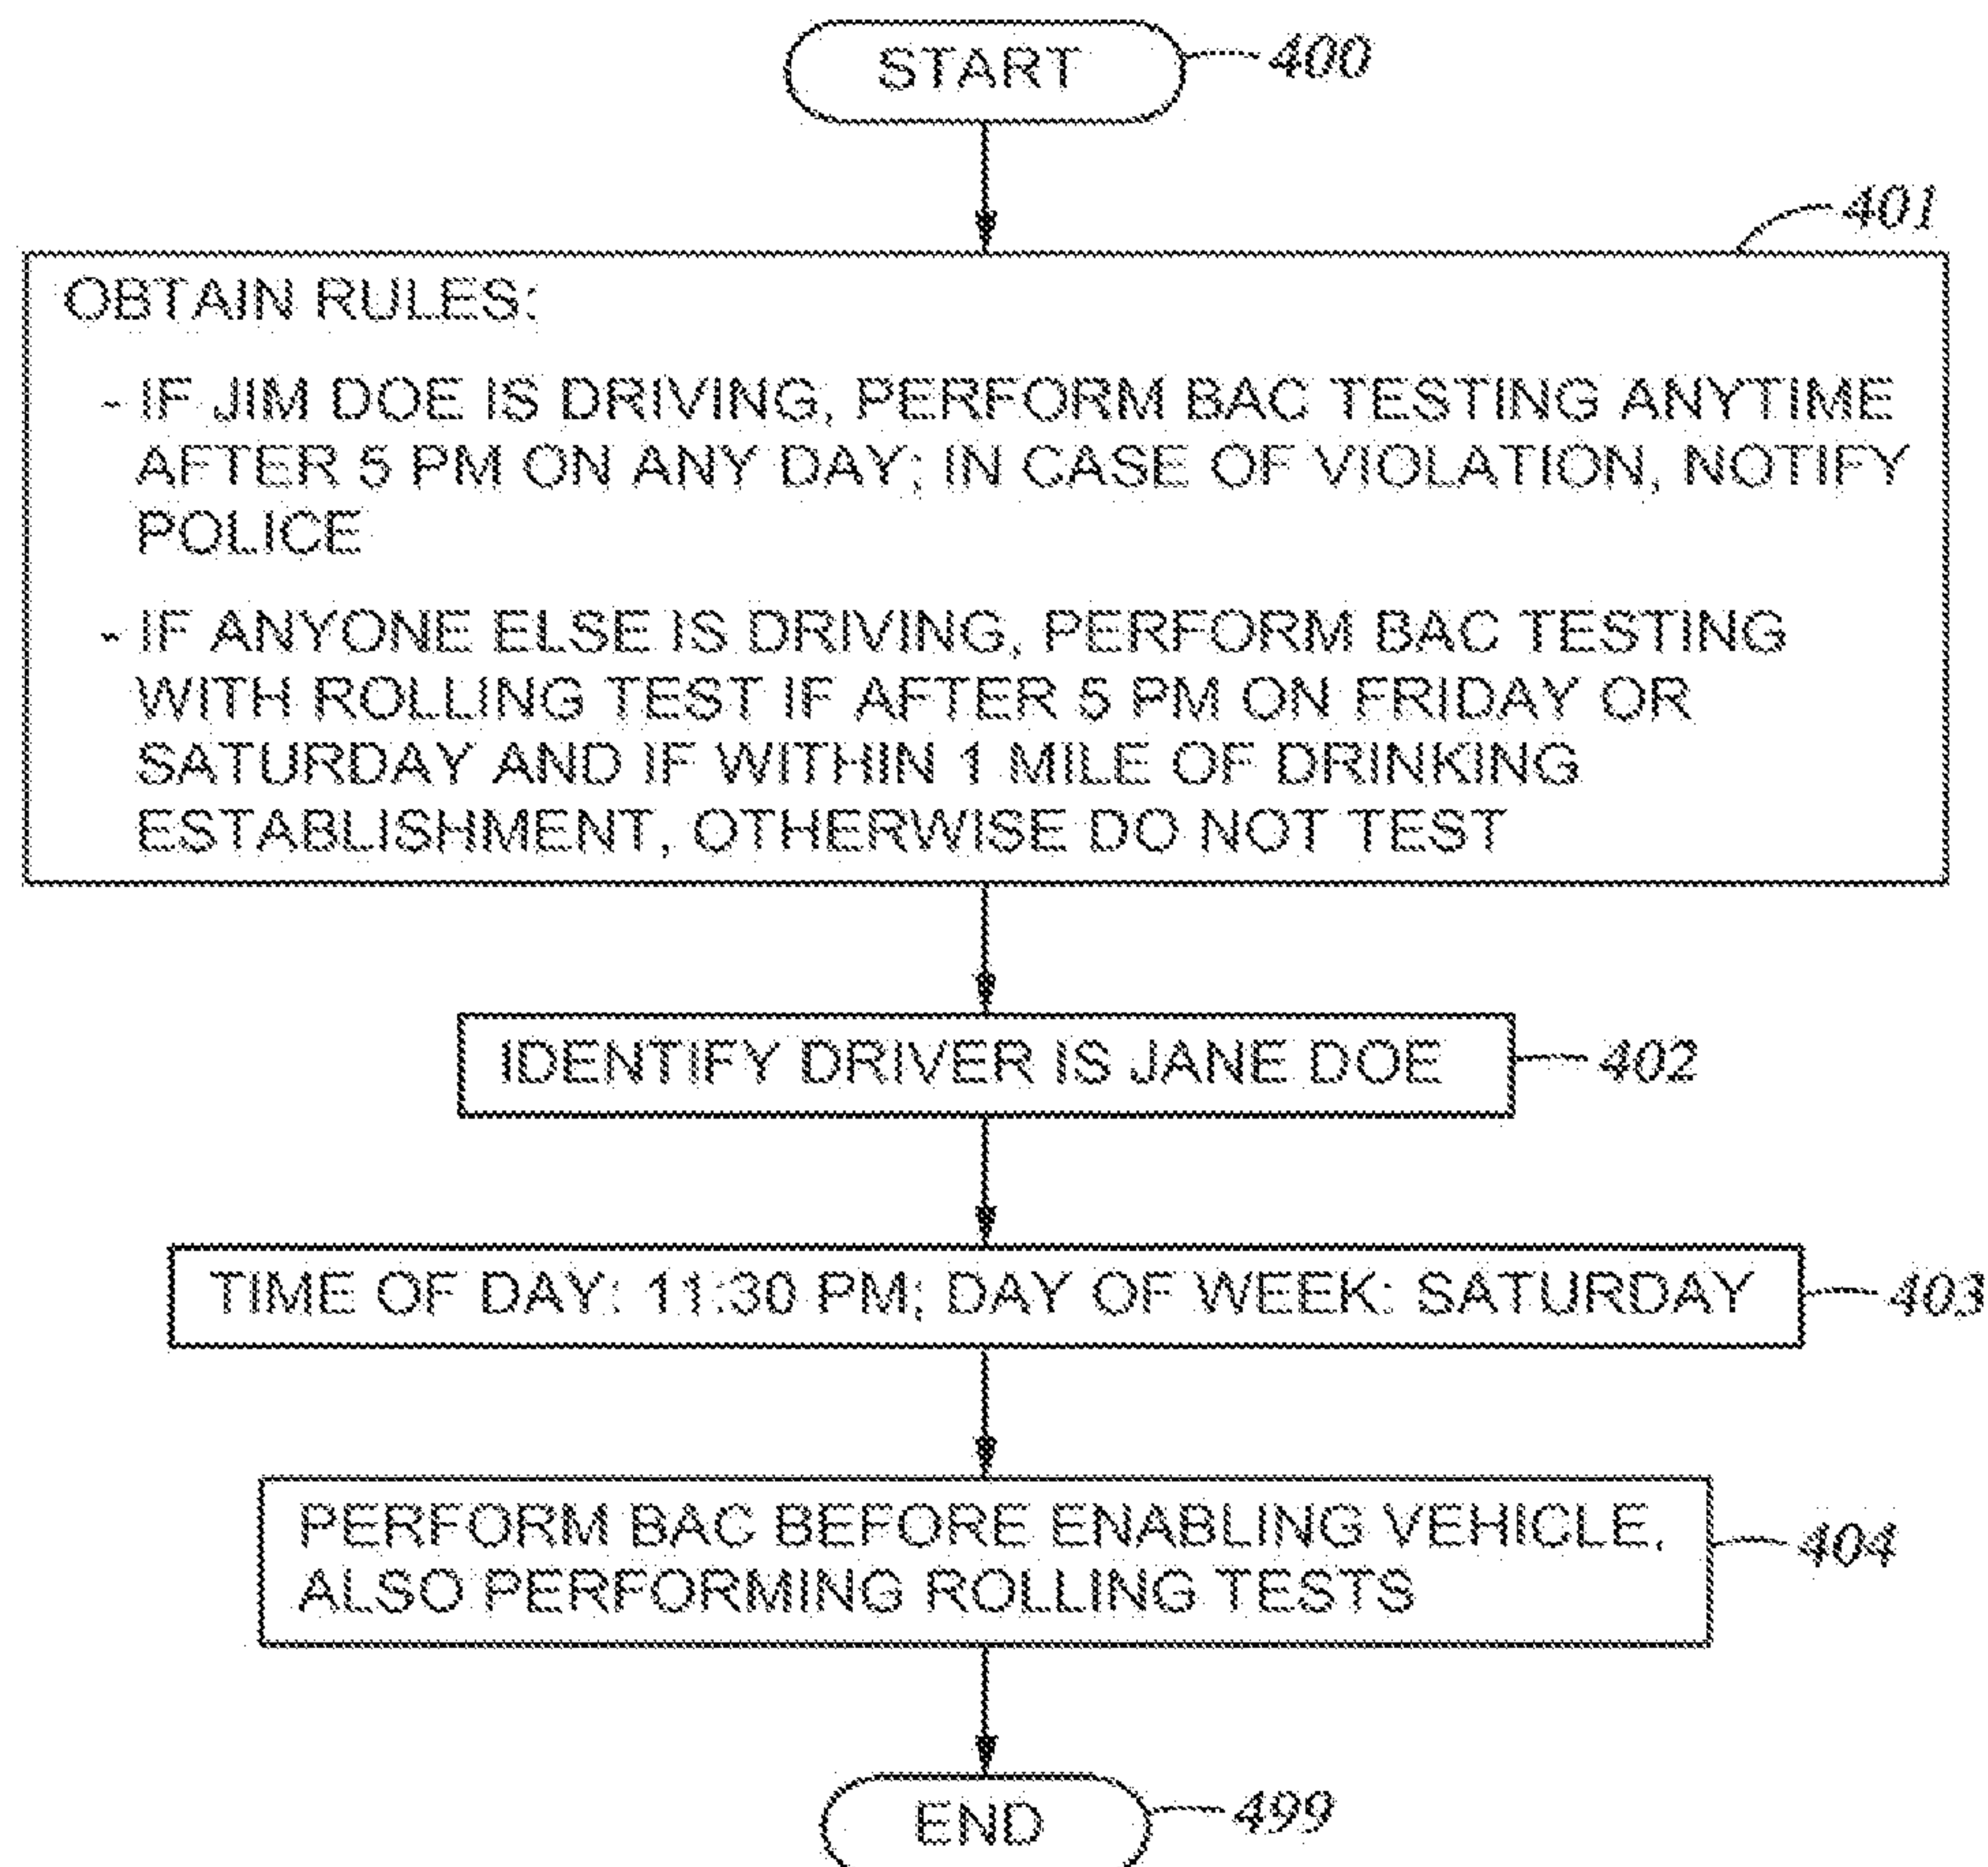 START 400
401
OBTAIN RULES:
- IF JIM DOE IS DRIVING, PERFORM BAC TESTING ANYTIME
AFTER 5 PM ON ANY DAY; IN CASE OF VIOLATION, NOTIFY
POLICE
- IF ANYONE ELSE IS DRIVING, PERFORM BAC TESTING
WITH ROLLING TEST IF AFTER 5 PM ON FRIDAY OR
SATURDAY AND IF WITHIN 1 MILE OF DRINKING
ESTABLISHMENT, OTHERWISE DO NOT TEST
IDENTIFY DRIVER IS JANE DOE 402
TIME OF DAY: 11:30 PM; DAY OF WEEK: SATURDAY 403
PERFORM BAC BEFORE ENABLING VEHICLE, 404
ALSO PERFORMING ROLLING TESTS
END 499